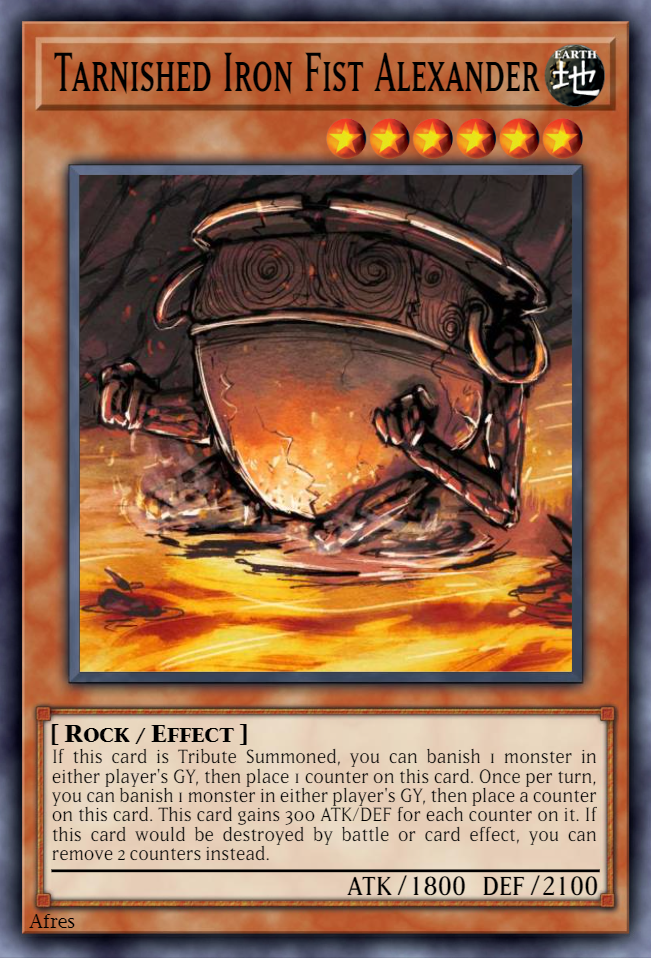 Tarnished Iron Fist Alexander
EARTH
地
[ Rock / Effect ]
If this card is Tribute Summoned, you can banish 1 monster in
either player's GY, then place 1 counter on this card. Once per turn,
you can banish 1 monster in either player's GY, then place a counter
on this card. This card gains 300 ATK/DEF for each counter on it. If
this card would be destroyed by battle or card effect, you can
remove 2 counters instead.
ATK/1800 DEF/2100
Afres